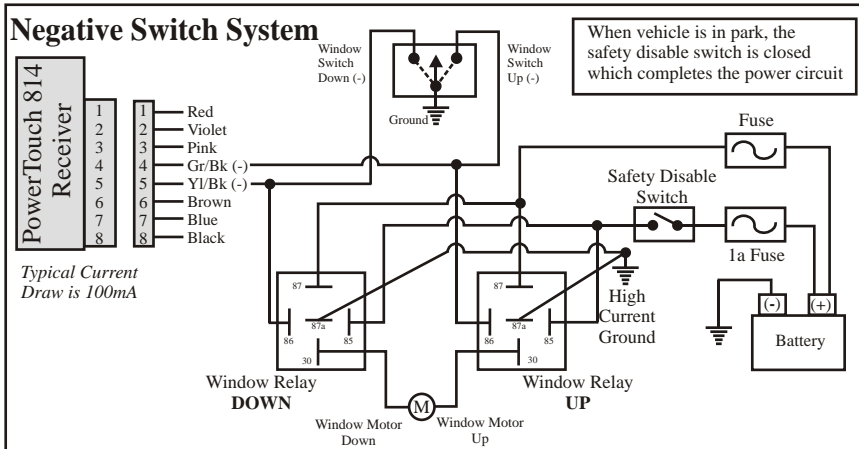 Negative Switch System
When vehicle is in park, the
safety disable switch is closed
which completes the power circuit
Window
Switch
Down (-)
Window
Switch
Up (-)
Ground
PowerTouch 814
Receiver
1
2
3
4
5
6
7
8
1
2
3
4
5
6
7
8
Red
Violet
Pink
Gr/Bk (-)
Yl/Bk (-)
Brown
Blue
Black
Typical Current
Draw is 100mA
Fuse
Safety Disable
Switch
1a Fuse
87
87a
86
85
30
Window Relay
DOWN
87
87a
86
85
30
Window Relay
UP
High
Current
Ground
(-)
(+)
Battery
M
Window Motor
Down
Window Motor
Up